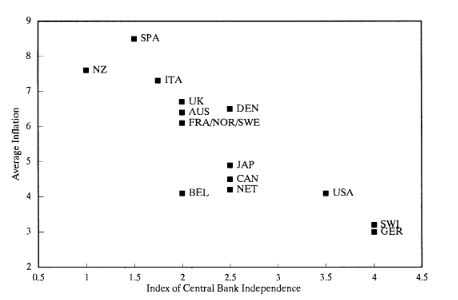 9
SPA
8
NZ
ITA
7
UK
DEN
AUS
FRA/NOR/SWE
6
Average Inflation
5
JAP
CAN
NET
BEL
USA
4
SWI
GER
3
2
0.5 1 1.5 2 2.5 3 3.5 4 4.5
Index of Central Bank Independence